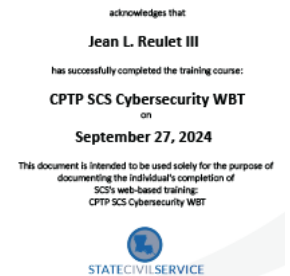 acknowledges that
Jean L. Reulet III
has successfully completed the training course:
CPTP SCS Cybersecurity WBT
on
September 27, 2024
This document is intended to be used solely for the purpose of
documenting the individual's completion of
SCS's web-based training:
CPTP SCS Cybersecurity WBT
STATECIVILSERVICE